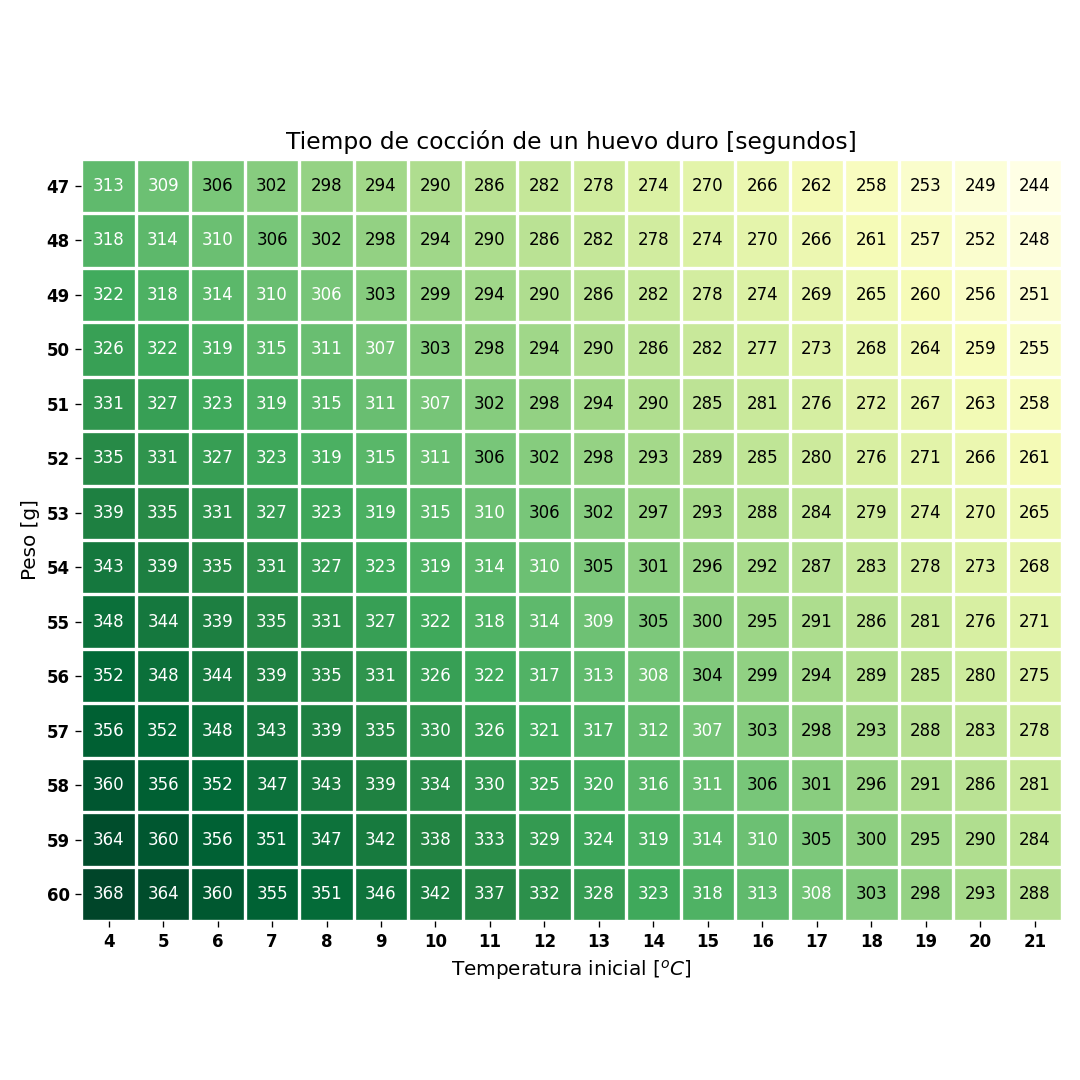 Tiempo de cocción de un huevo duro [segundos]
47 313 309 306 302 298 294 290 286 282 278 274 270 266 262 258 253 249 244
48 318 314 310 306 302 298 294 290 286 282 278 274 270 266 261 257 252 248
49 322 318 314 310 306 303 299 294 290 286 282 278 274 269 265 260 256 251
50 326 322 319 315 311 307 303 298 294 290 286 282 277 273 268 264 259 255
51 331 327 323 319 315 311 307 302 298 294 290 285 281 276 272 267 263 258
52 335 331 327 323 319 315 311 306 302 298 293 289 285 280 276 271 266 261
53 339 335 331 327 323 319 315 310 306 302 297 293 288 284 279 274 270 265
54 343 339 335 331 327 323 319 314 310 305 301 296 292 287 283 278 273 268
55 348 344 339 335 331 327 322 318 314 309 305 300 295 291 286 281 276 271
56 352 348 344 339 335 331 326 322 317 313 308 304 299 294 289 285 280 275
57 356 352 348 343 339 335 330 326 321 317 312 307 303 298 293 288 283 278
58 360 356 352 347 343 339 334 330 325 320 316 311 306 301 296 291 286 281
59 364 360 356 351 347 342 338 333 329 324 319 314 310 305 300 295 290 284
60 368 364 360 355 351 346 342 337 332 328 323 318 313 308 303 298 293 288
4 5 6 7 8 9 10 11 12 13 14 15 16 17 18 19 20 21
Peso [g]
Temperatura inicial [°C]